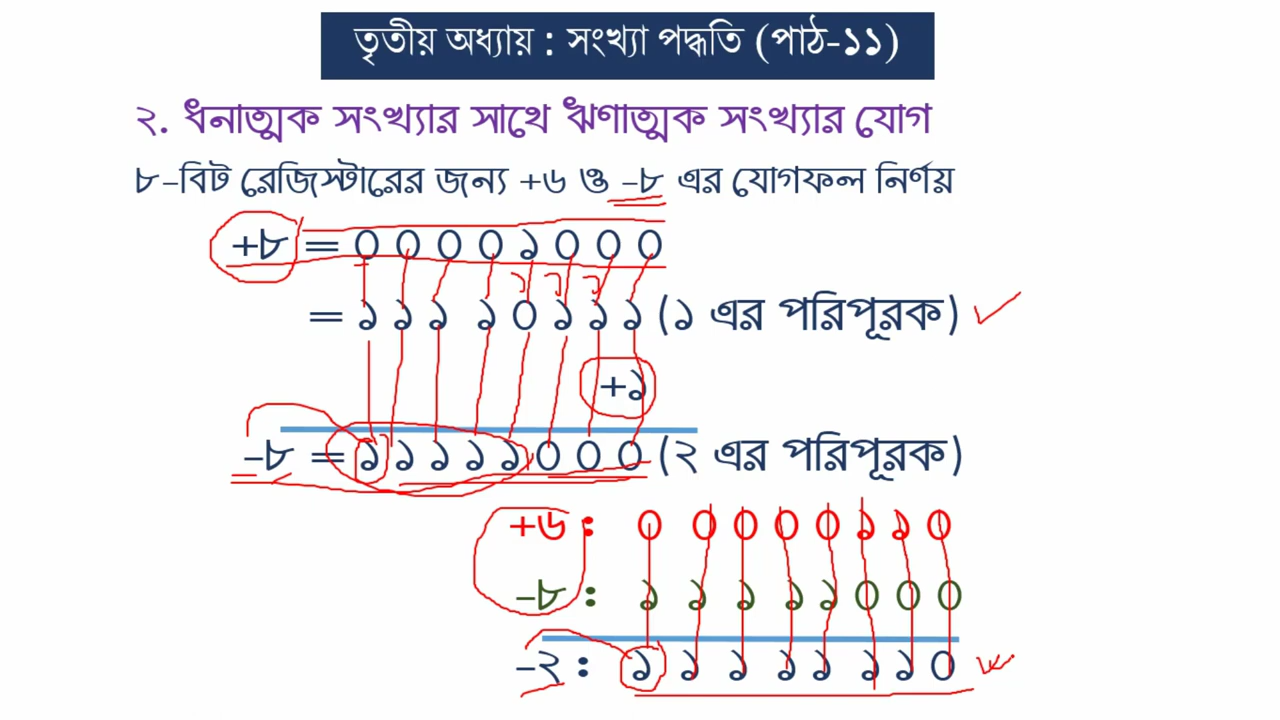 তৃতীয় অধ্যায় : সংখ্যা পদ্ধতি (পাঠ-১১)
২. ধনাত্মক সংখ্যার সাথে ঋণাত্মক সংখ্যার যোগ
৮-বিট রেজিস্টারের জন্য +৬ ও -৮ এর যোগফল নির্ণয়
+৮ = ০ ০ ০ ০ ১ ০ ০ ০
= ১ ১ ১ ১ ০ ১ ১ ১ (১ এর পরিপূরক)
+১
-৮ = ১ ১ ১ ১ ১ ০ ০ ০ (২ এর পরিপূরক)
+৬ : ০ ০ ০ ০ ০ ১ ১ ০
-৮ : ১ ১ ১ ১ ১ ০ ০ ০
-২ : ১ ১ ১ ১ ১ ১ ১ ০